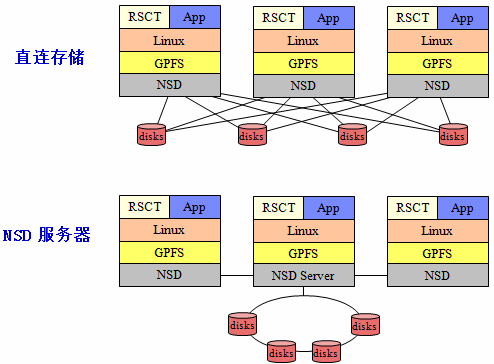 RSCT App RSCT App RSCT App
Linux Linux Linux
直连存储
GPFS GPFS GPFS
NSD NSD NSD
disks disks disks disks
RSCT App RSCT App RSCT App
Linux Linux Linux
NSD 服务器
GPFS GPFS GPFS
NSD NSD Server NSD
disks disks
disks disks